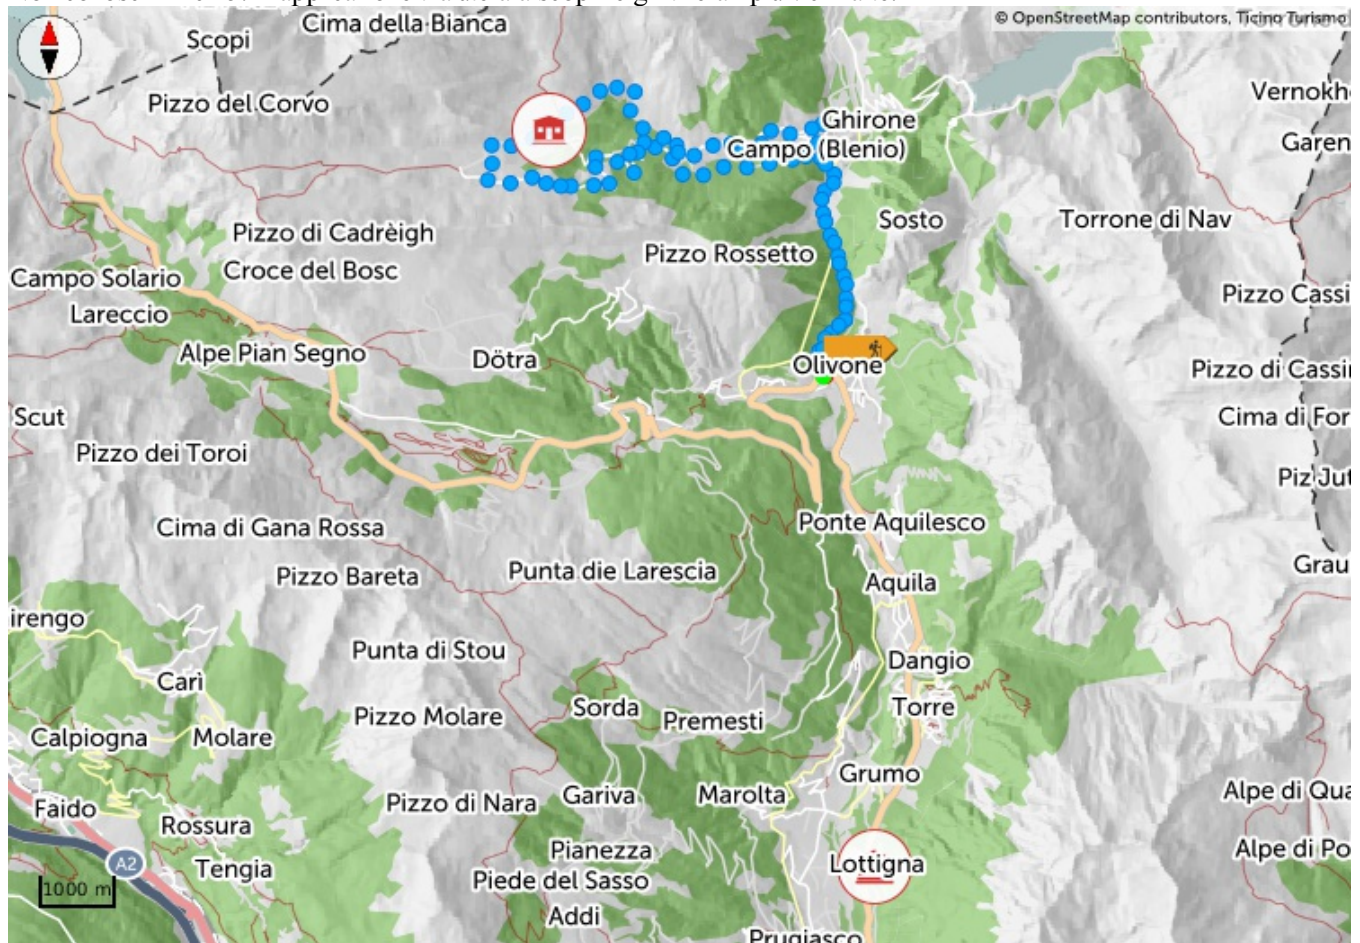 © OpenStreetMap contributors, Ticino Turismo
Cima della Bianca
Scopi
Vernokh
Pizzo del Corvo
Ghirone
Garen
Campo (Blenio)
Sosto
Torrone di Nav
Pizzo di Cadrèigh
Pizzo Rossetto
Croce del Bosc
Campo Solario
Pizzo Cassi
Lareccio
Alpe Pian Segno
Dötra
Olivone
Pizzo di Cassi
Scut
Cima di For
Pizzo dei Toroi
Piz Jut
Cima di Gana Rossa
Ponte Aquilesco
Grau
Pizzo Bareta
Punta die Larescia
Aquila
irengo
Punta di Stou
Dangio
Carì
Sorda
Torre
Pizzo Molare
Premesti
Calpiogna
Molare
Grumo
Pizzo di Nara
Gariva
Marolta
Alpe di Qua
Faido
Rossura
Pianezza
Alpe di Po
A2
Tengia
Lottigna
Piede del Sasso
1000 m
Addi
Prugiasco